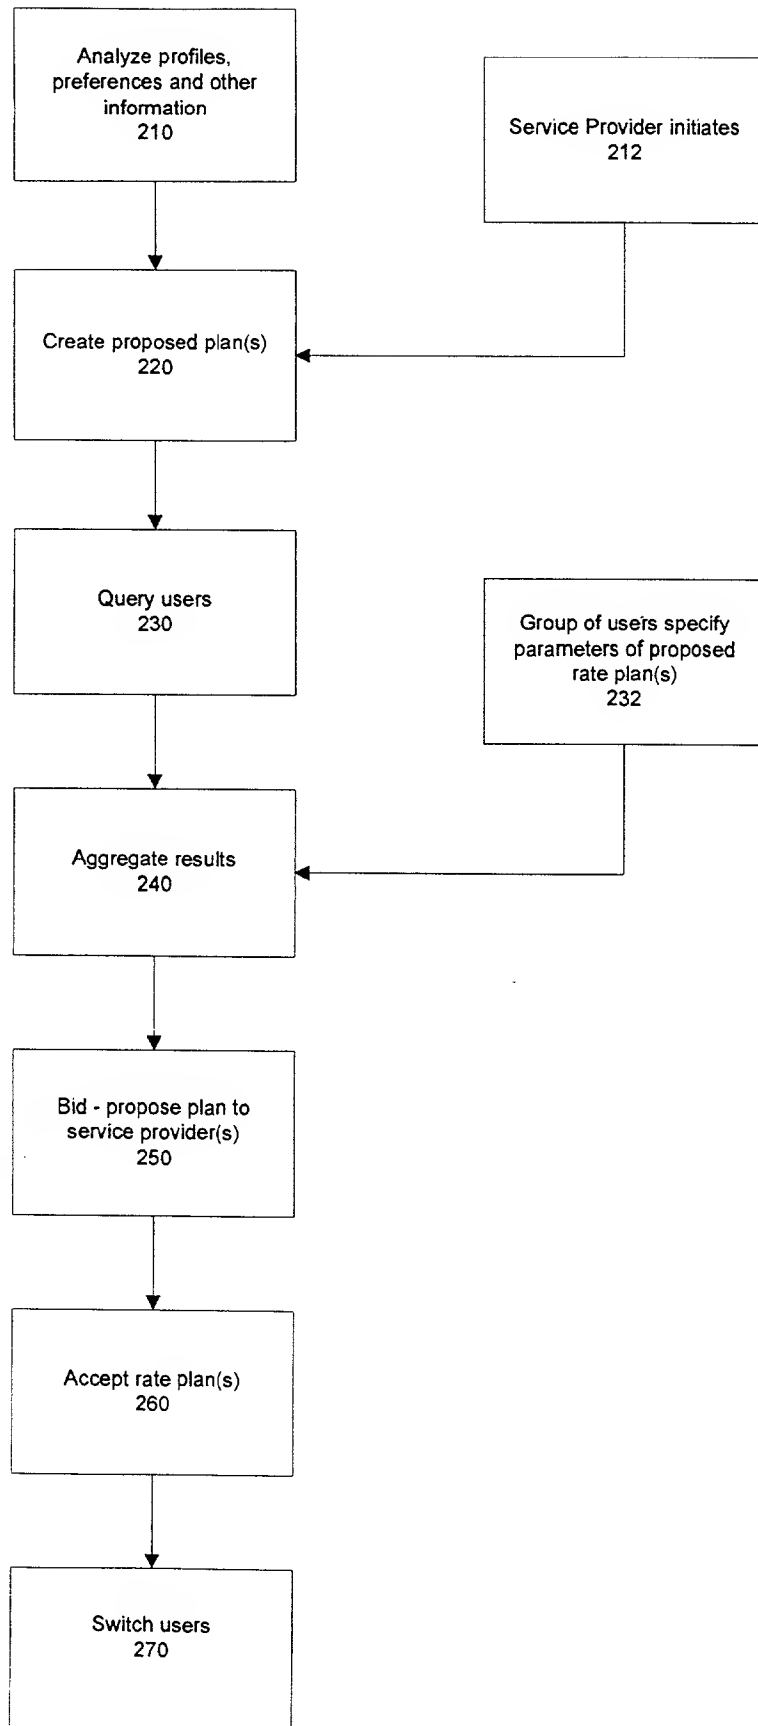 Analyze profiles,
preferences and other
information
210
Service Provider initiates
212
Create proposed plan(s)
220
Query users
230
Group of users specify
parameters of proposed
rate plan(s)
232
Aggregate results
240
Bid - propose plan to
service provider(s)
250
Accept rate plan(s)
260
Switch users
270